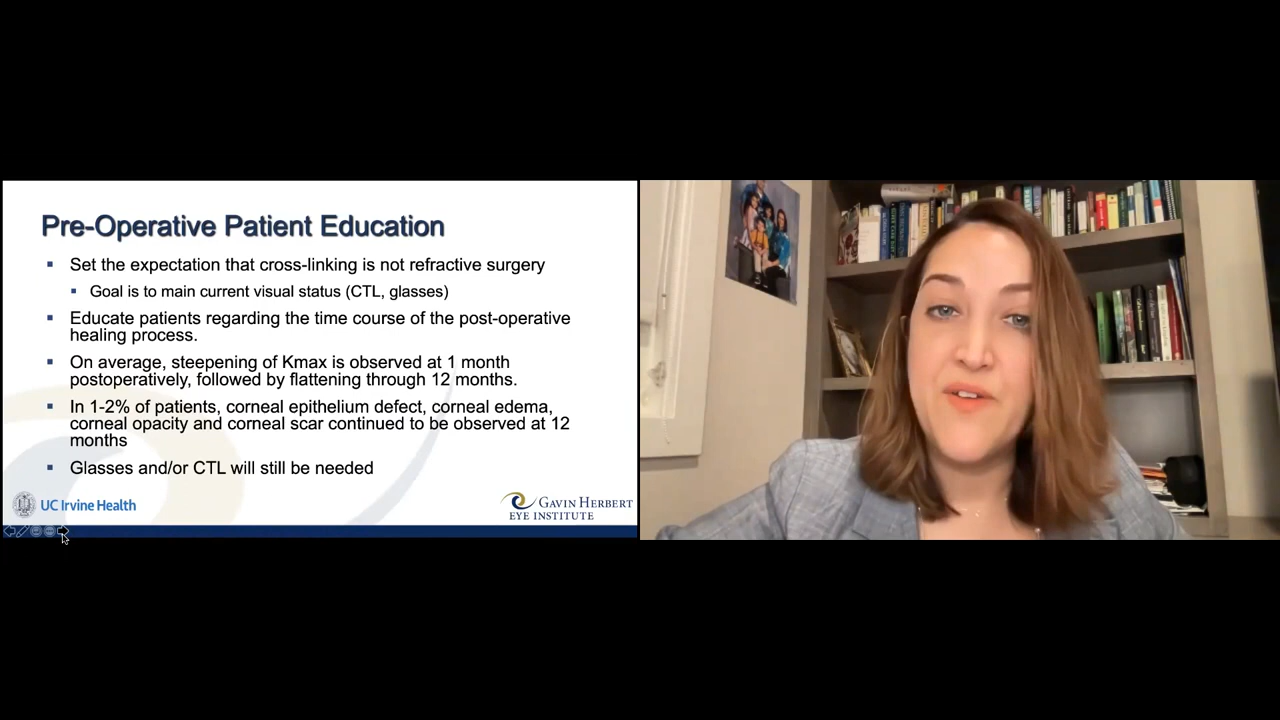 Pre-Operative Patient Education
▪ Set the expectation that cross-linking is not refractive surgery
▪ Goal is to main current visual status (CTL, glasses)
▪ Educate patients regarding the time course of the post-operative
healing process.
▪ On average, steepening of Kmax is observed at 1 month
postoperatively, followed by flattening through 12 months.
▪ In 1-2% of patients, corneal epithelium defect, corneal edema,
corneal opacity and corneal scar continued to be observed at 12
months
▪ Glasses and/or CTL will still be needed
UC Irvine Health
GAVIN HERBERT
EYE INSTITUTE